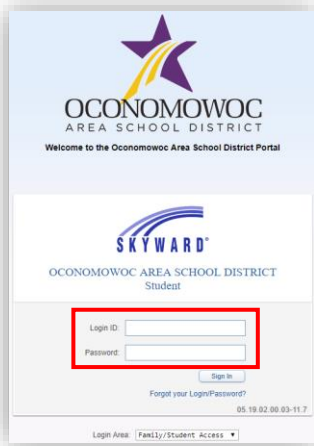 OCONOMOWOC
AREA SCHOOL DISTRICT
Welcome to the Oconomowoc Area School District Portal
SKYWARD®
OCONOMOWOC AREA SCHOOL DISTRICT
Student
Login ID:
Password:
Sign In
Forgot your Login/Password?
05.19.02.00.03-11.7
Login Area: Family/Student Access